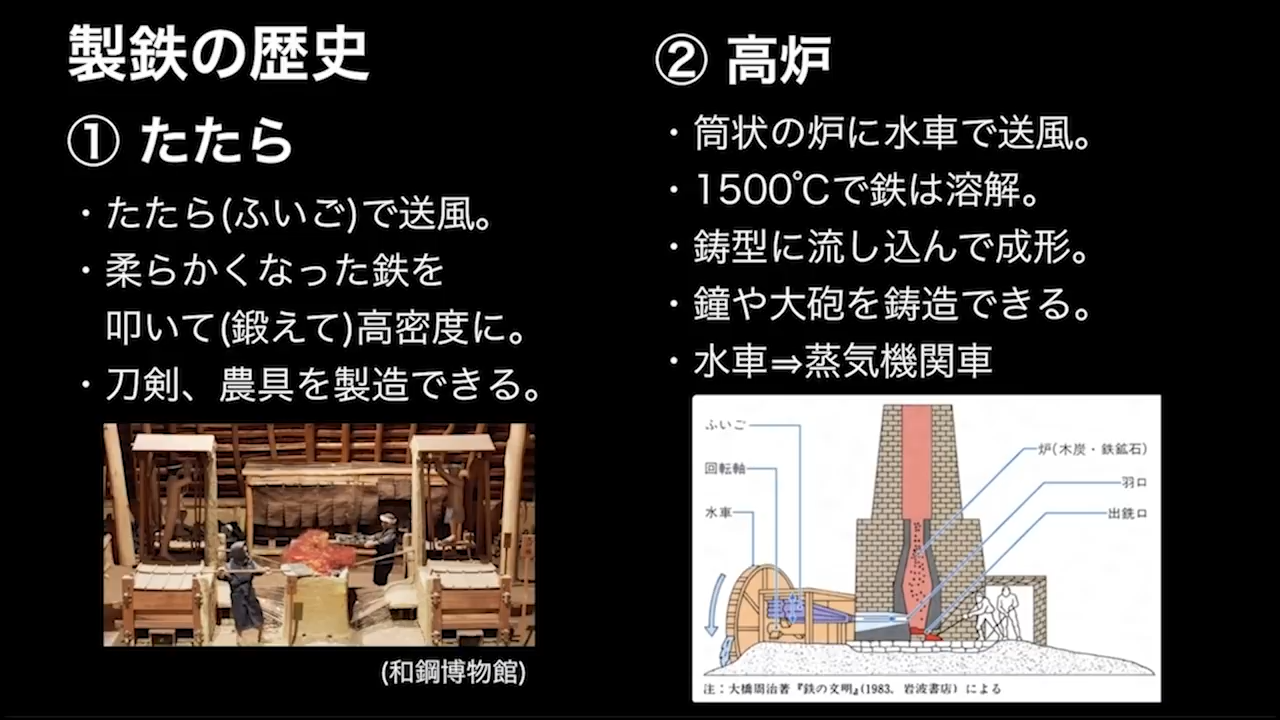 製鉄の歴史
① たたら
・たたら(ふいご)で送風。
・柔らかくなった鉄を
叩いて(鍛えて)高密度に。
・刀剣、農具を製造できる。
(和鋼博物館)
② 高炉
・筒状の炉に水車で送風。
・1500℃で鉄は溶解。
・鋳型に流し込んで成形。
・鐘や大砲を鋳造できる。
・水車⇒蒸気機関車
ふいご
回転軸
水車
炉(木炭・鉄鉱石)
羽口
出銑口
注：大橋周治著『鉄の文明』(1983、岩波書店) による